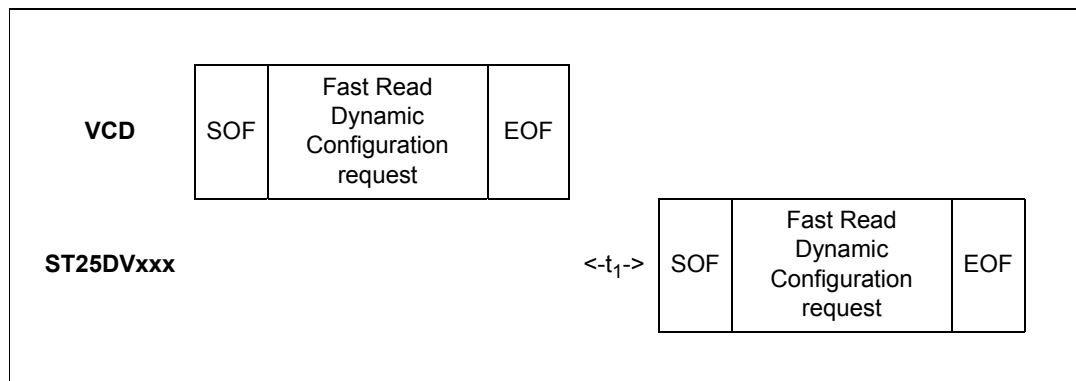 VCD
SOF
Fast Read
Dynamic
Configuration
request
EOF
ST25DVxxx
<-t₁->
SOF
Fast Read
Dynamic
Configuration
request
EOF